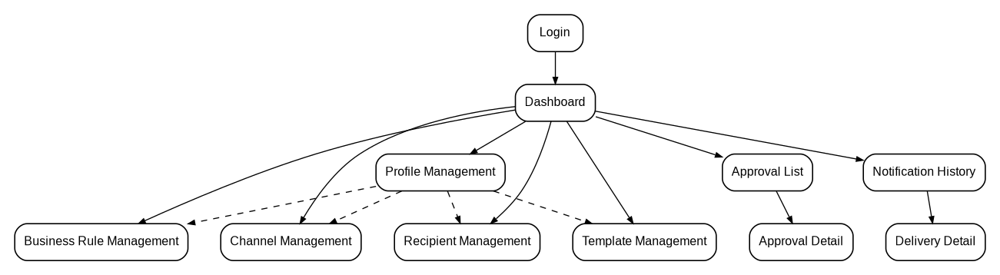 Login
Dashboard
Profile Management
Approval List
Notification History
Business Rule Management
Channel Management
Recipient Management
Template Management
Approval Detail
Delivery Detail